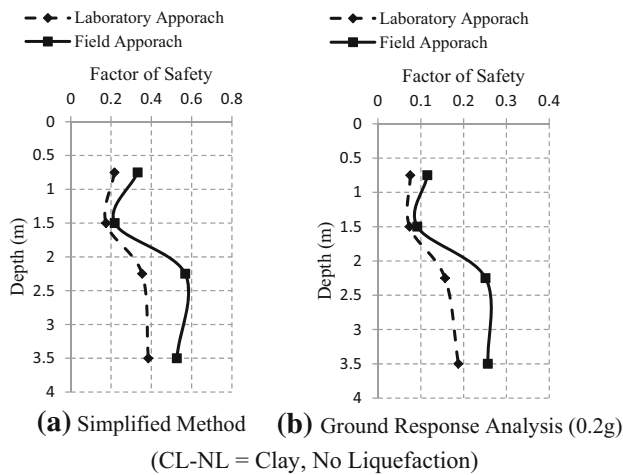 Laboratory Apporach
Field Apporach
Factor of Safety
0 0.2 0.4 0.6 0.8
0
0.5
1
1.5
2
2.5
3
3.5
4
Depth (m)
(a) Simplified Method
Laboratory Apporach
Field Apporach
Factor of Safety
0 0.1 0.2 0.3 0.4
0
0.5
1
1.5
2
2.5
3
3.5
4
Depth (m)
(b) Ground Response Analysis (0.2g)
(CL-NL = Clay, No Liquefaction)